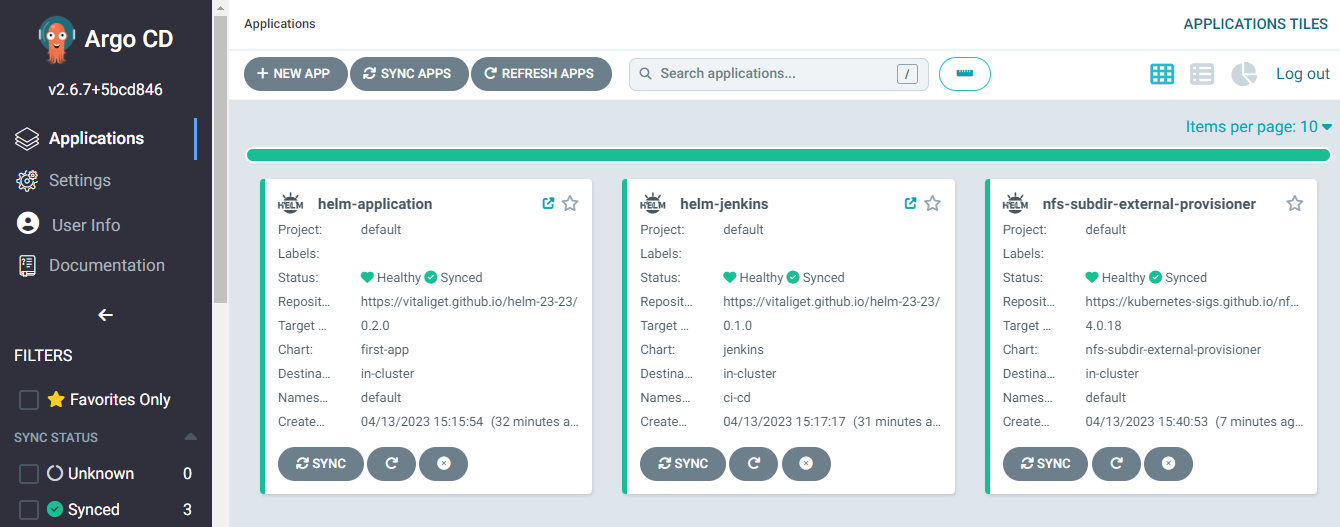 Argo CD
v2.6.7+5bcd846
Applications
Settings
User Info
Documentation
FILTERS
Favorites Only
SYNC STATUS
Unknown 0
Synced 3
Applications
APPLICATIONS TILES
NEW APP
SYNC APPS
REFRESH APPS
Search applications...
/
Log out
Items per page: 10
HELM
helm-application
Project: default
Labels:
Status: Healthy Synced
Reposit... https://vitaliget.github.io/helm-23-23/
Target ... 0.2.0
Chart: first-app
Destina... in-cluster
Names... default
Create... 04/13/2023 15:15:54 (32 minutes a...
SYNC
HELM
helm-jenkins
Project: default
Labels:
Status: Healthy Synced
Reposit... https://vitaliget.github.io/helm-23-23/
Target ... 0.1.0
Chart: jenkins
Destina... in-cluster
Names... ci-cd
Create... 04/13/2023 15:17:17 (31 minutes a...
SYNC
HELM
nfs-subdir-external-provisioner
Project: default
Labels:
Status: Healthy Synced
Reposit... https://kubernetes-sigs.github.io/nf...
Target ... 4.0.18
Chart: nfs-subdir-external-provisioner
Destina... in-cluster
Names... default
Create... 04/13/2023 15:40:53 (7 minutes ag...
SYNC